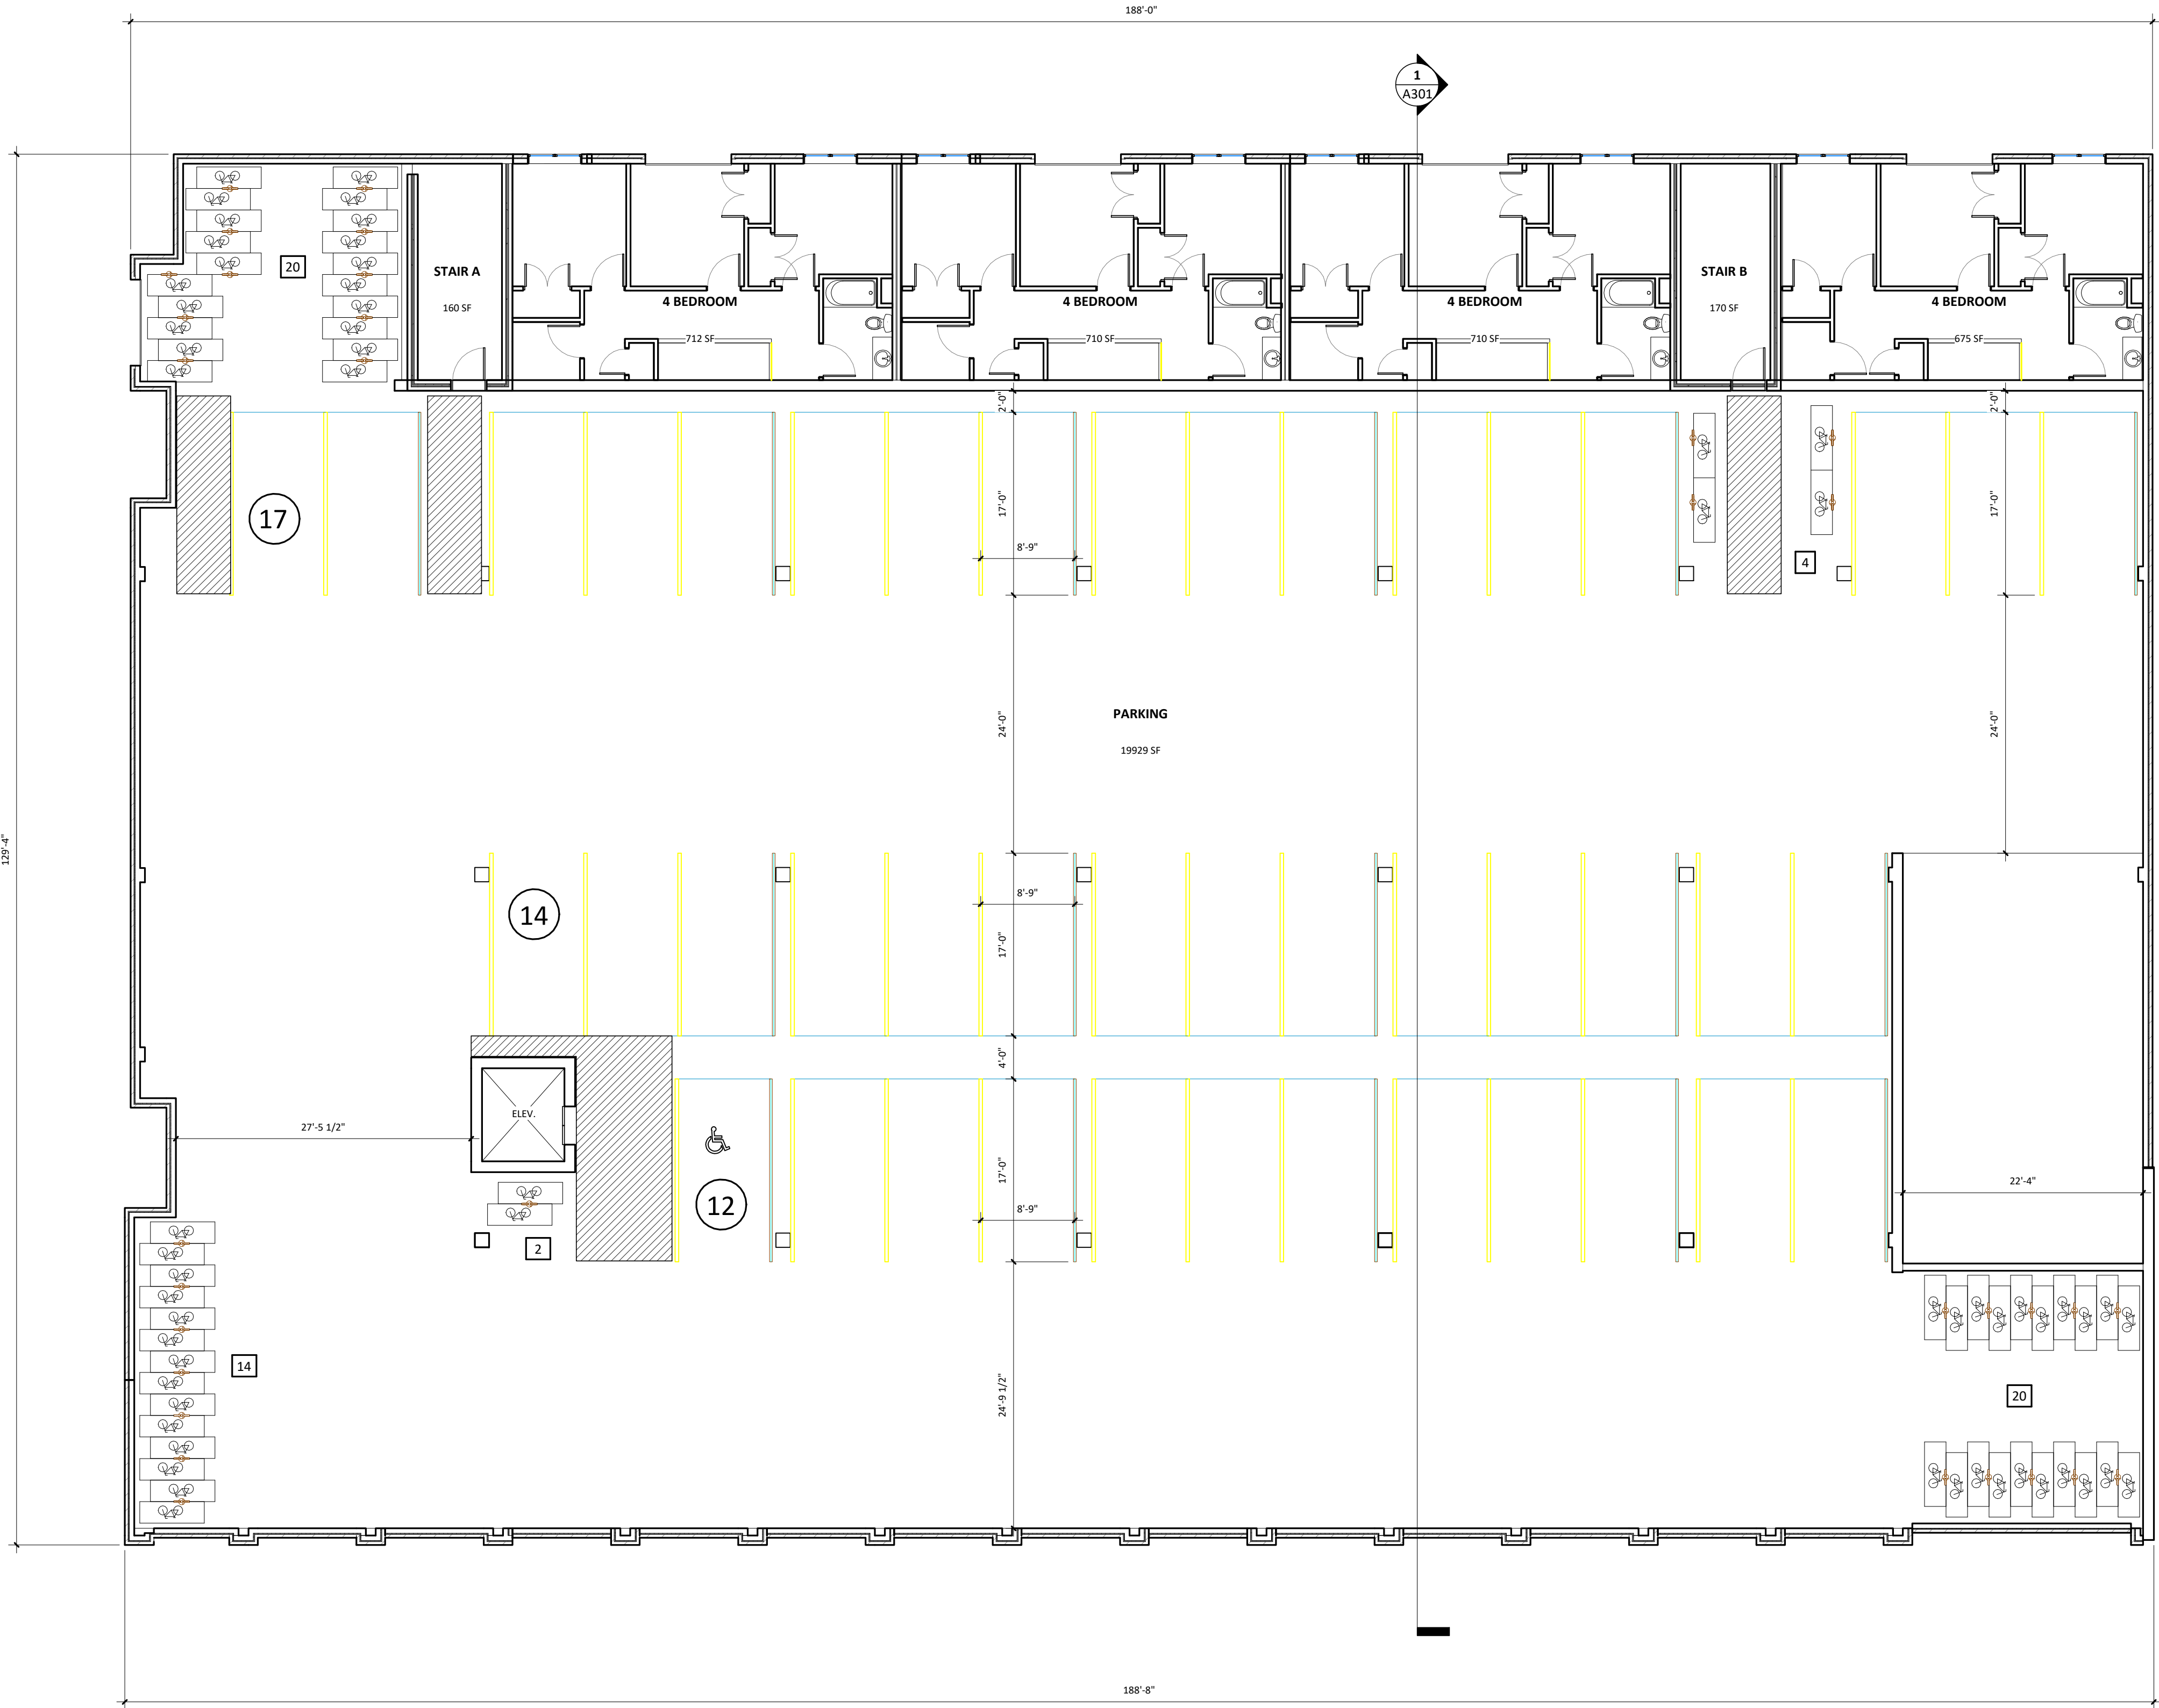 188'-0"
1
A301
20
STAIR A
160 SF
4 BEDROOM
712 SF
4 BEDROOM
710 SF
4 BEDROOM
710 SF
STAIR B
170 SF
4 BEDROOM
675 SF
2'-0"
2'-0"
17
17'-0"
8'-9"
4
17'-0"
129'-4"
24'-0"
PARKING
19929 SF
24'-0"
14
8'-9"
17'-0"
4'-0"
ELEV.
27'-5 1/2"
17'-0"
12
8'-9"
22'-4"
2
14
24'-9 1/2"
20
188'-8"